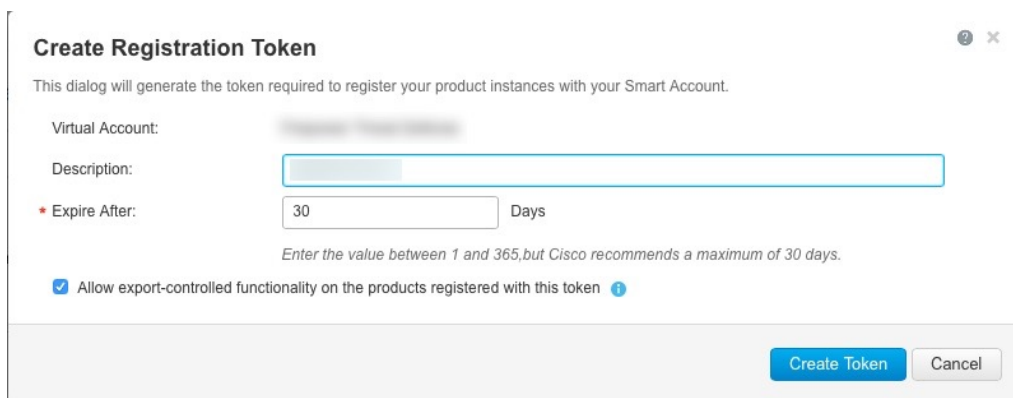 Create Registration Token
This dialog will generate the token required to register your product instances with your Smart Account.
Virtual Account:
Description:
* Expire After: 30 Days
Enter the value between 1 and 365,but Cisco recommends a maximum of 30 days.
Allow export-controlled functionality on the products registered with this token
Create Token Cancel